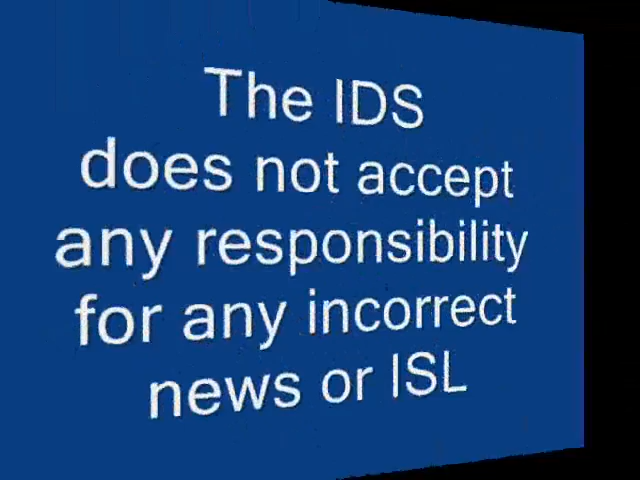 The IDS
does not accept
any responsibility
for any incorrect
news or ISL